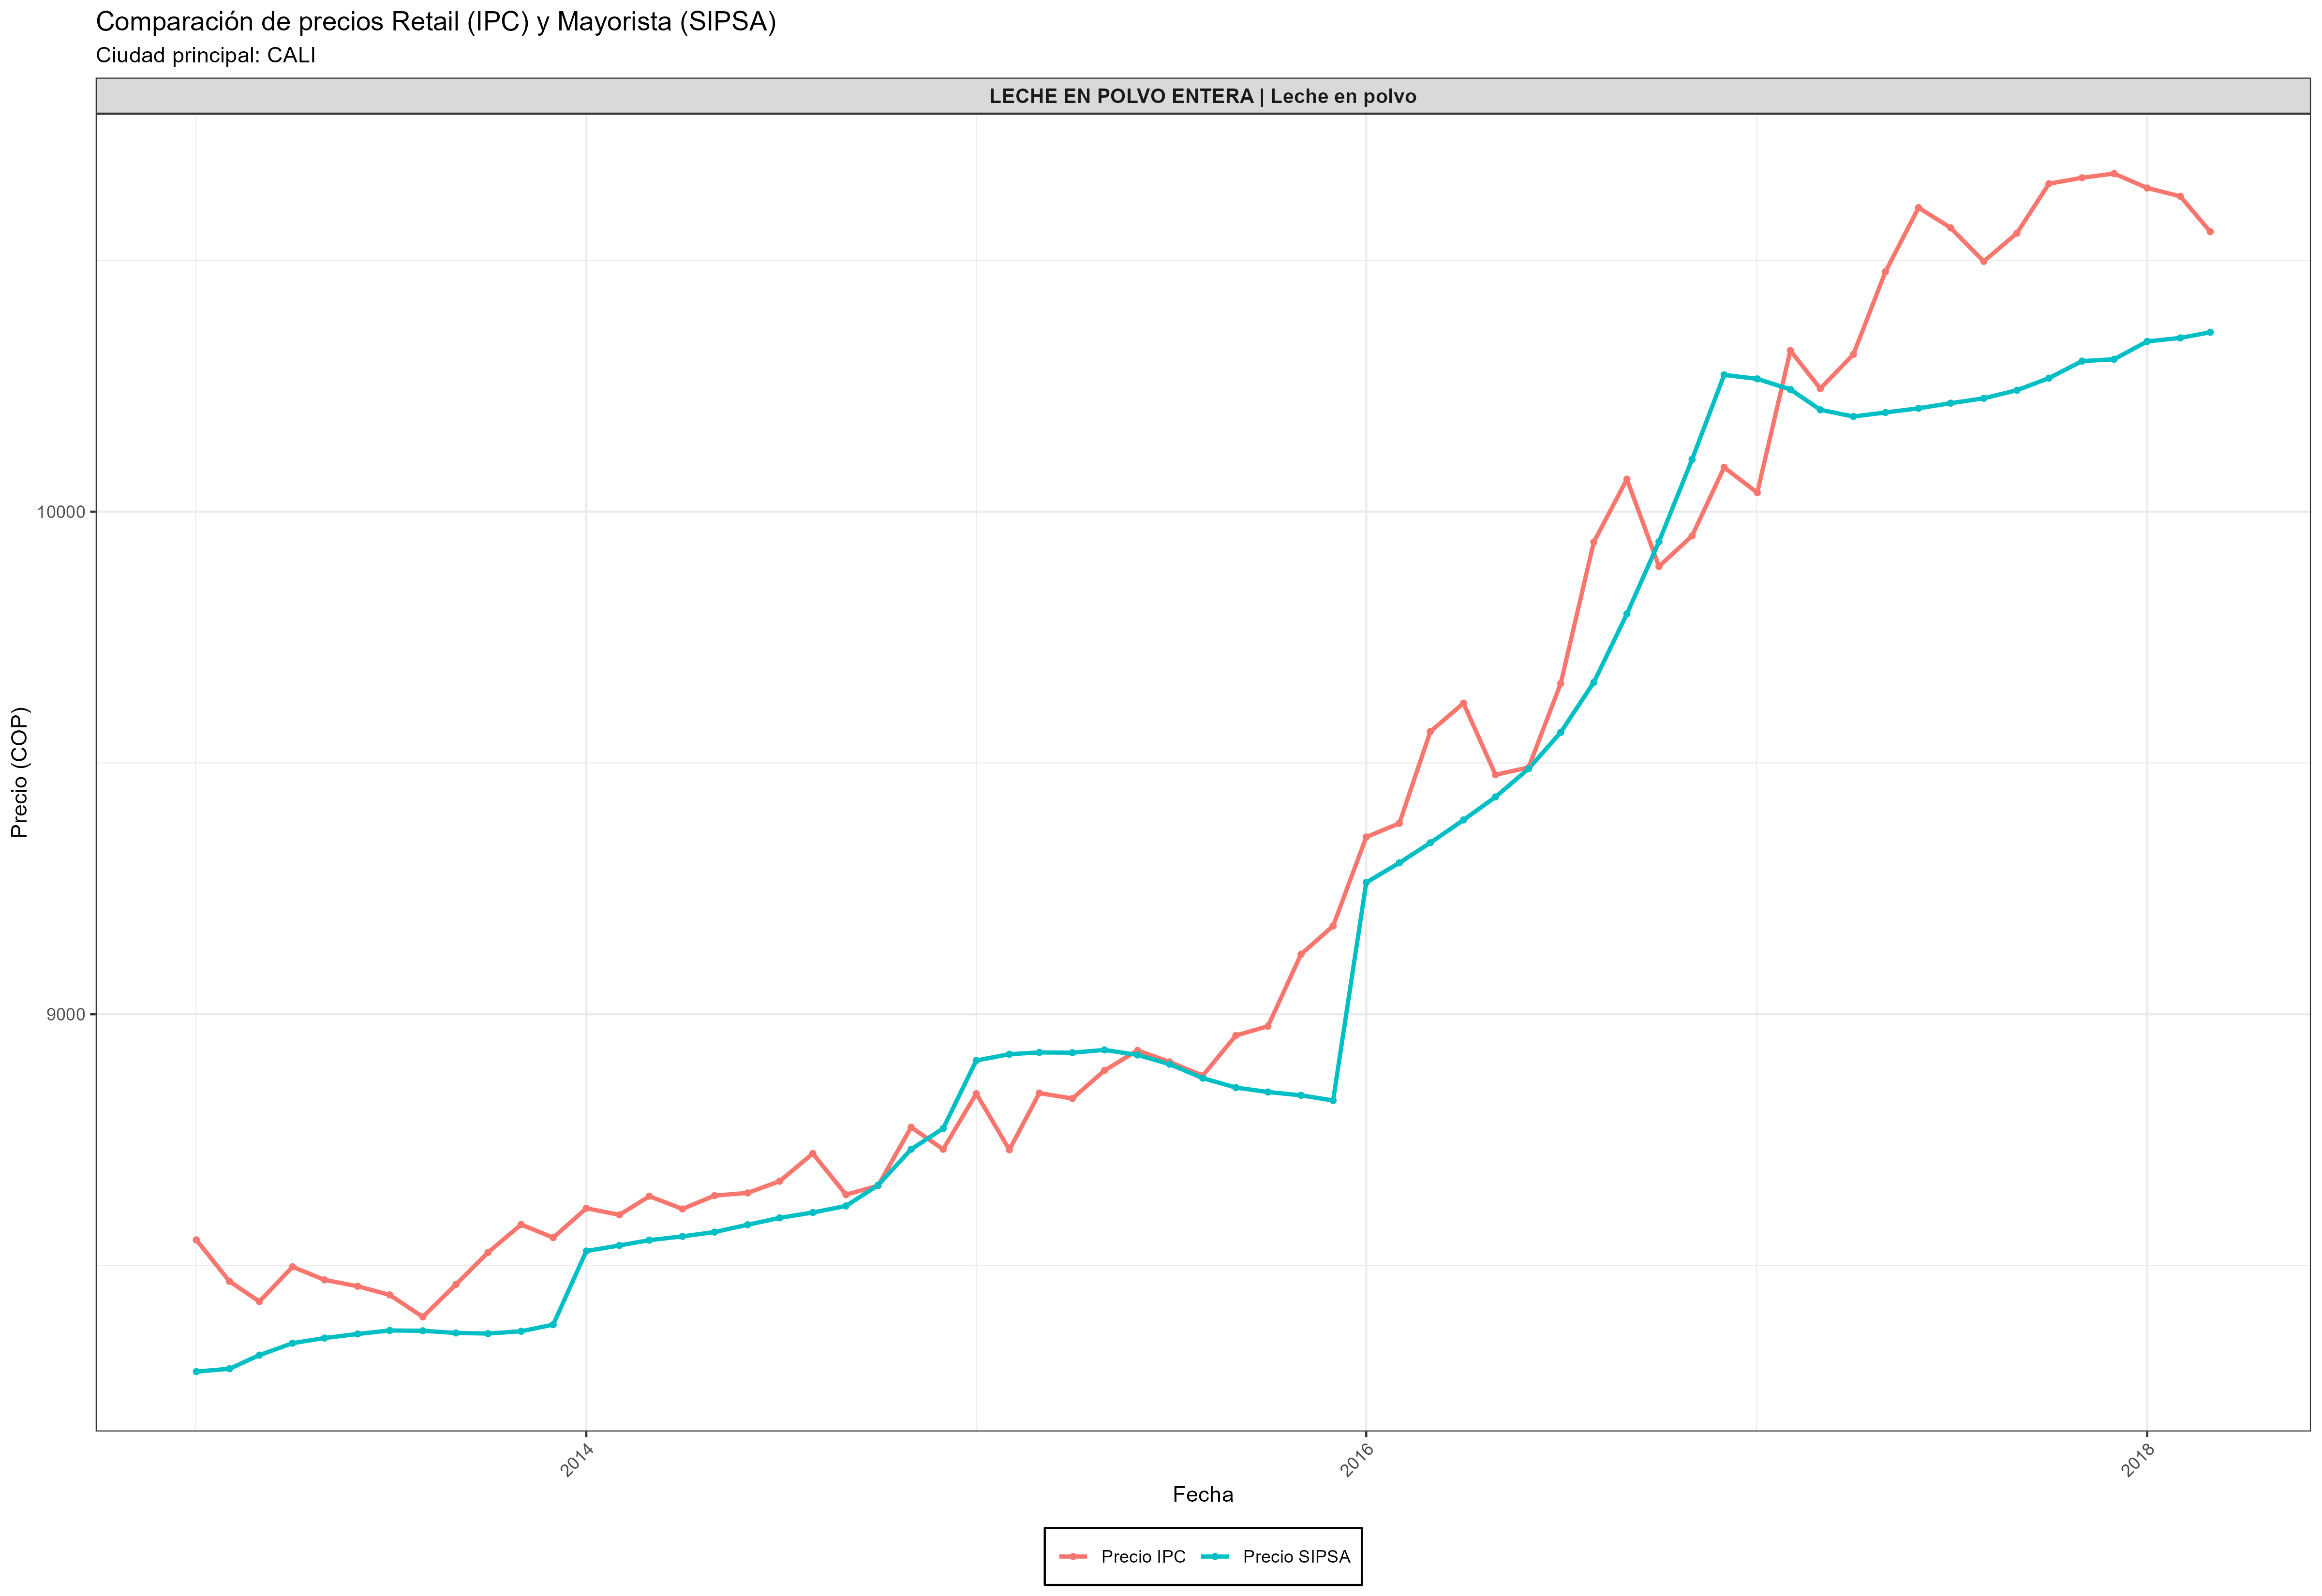 Comparación de precios Retail (IPC) y Mayorista (SIPSA)
Ciudad principal: CALI
LECHE EN POLVO ENTERA | Leche en polvo
Precio (COP)
10000
9000
2014
2016
2018
Fecha
Precio IPC
Precio SIPSA